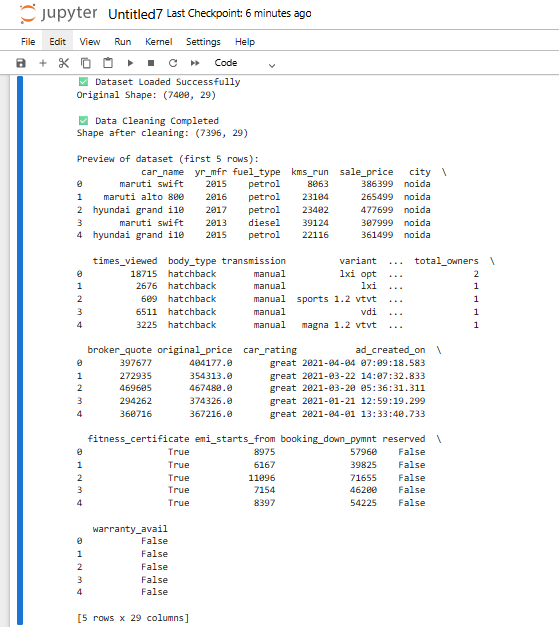 jupyter Untitled7 Last Checkpoint: 6 minutes ago
File Edit View Run Kernel Settings Help
Code
✅ Dataset Loaded Successfully
Original Shape: (7400, 29)
✅ Data Cleaning Completed
Shape after cleaning: (7396, 29)
Preview of dataset (first 5 rows):
car_name yr_mfr fuel_type kms_run sale_price city \
0 maruti swift 2015 petrol 8063 386399 noida
1 maruti alto 800 2016 petrol 23104 265499 noida
2 hyundai grand i10 2017 petrol 23402 477699 noida
3 maruti swift 2013 diesel 39124 307999 noida
4 hyundai grand i10 2015 petrol 22116 361499 noida
times_viewed body_type transmission variant ... total_owners \
0 18715 hatchback manual lxi opt ... 2
1 2676 hatchback manual lxi ... 1
2 609 hatchback manual sports 1.2 vtvt ... 1
3 6511 hatchback manual vdi ... 1
4 3225 hatchback manual magna 1.2 vtvt ... 1
broker_quote original_price car_rating ad_created_on \
0 397677 404177.0 great 2021-04-04 07:09:18.583
1 272935 354313.0 great 2021-03-22 14:07:32.833
2 469605 467480.0 great 2021-03-20 05:36:31.311
3 294262 374326.0 great 2021-01-21 12:59:19.299
4 360716 367216.0 great 2021-04-01 13:33:40.733
fitness_certificate emi_starts_from booking_down_pymnt reserved \
0 True 8975 57960 False
1 True 6167 39825 False
2 True 11096 71655 False
3 True 7154 46200 False
4 True 8397 54225 False
warranty_avail
0 False
1 False
2 False
3 False
4 False
[5 rows x 29 columns]